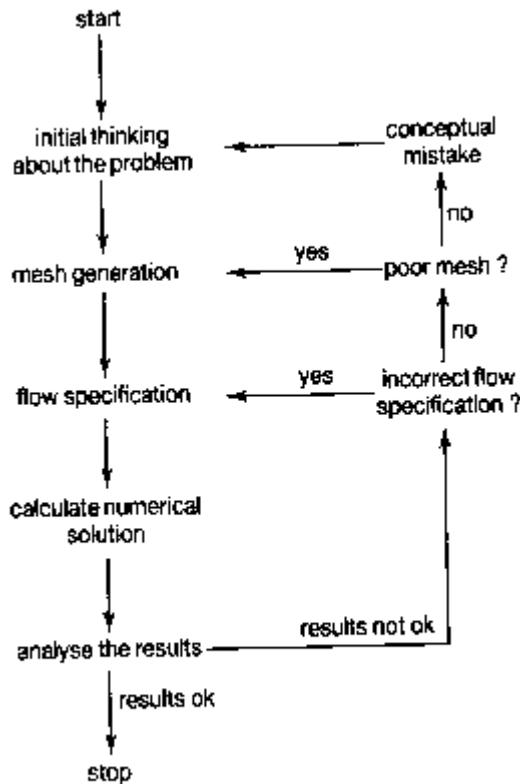 start
initial thinking
about the problem
conceptual
mistake
no
mesh generation
yes
poor mesh ?
no
flow specification
yes
incorrect flow
specification ?
calculate numerical
solution
analyse the results
results not ok
results ok
stop